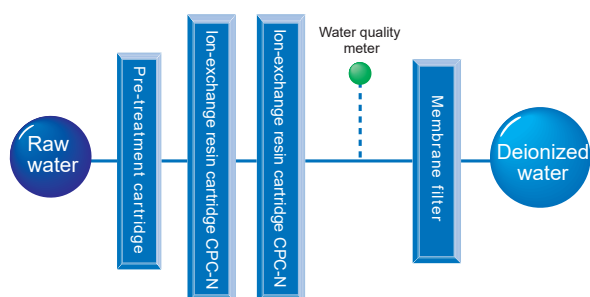 Raw
water
Pre-treatment cartridge
Ion-exchange resin cartridge CPC-N
Ion-exchange resin cartridge CPC-N
Water quality
meter
Membrane filter
Deionized
water